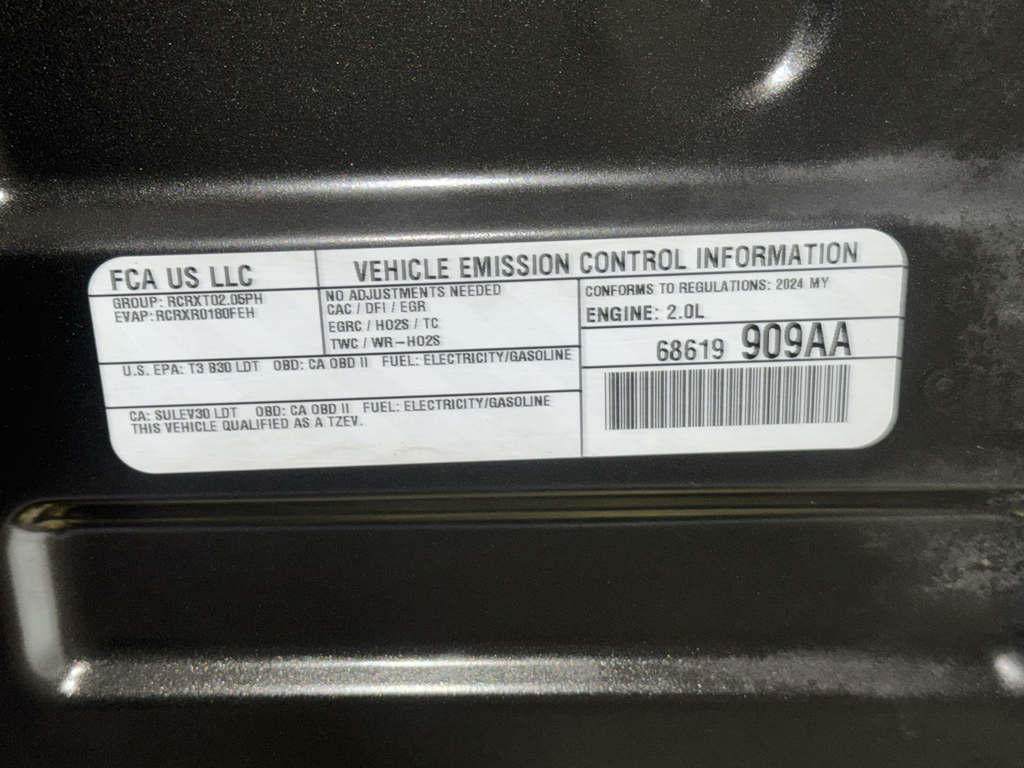 FCA US LLC
VEHICLE EMISSION CONTROL INFORMATION
GROUP: RCRXT02.05PH
EVAP: RCRXR0180FEH
NO ADJUSTMENTS NEEDED
CAC / DFI / EGR
EGRC / HO2S / TC
TWC / WR-HO2S
CONFORMS TO REGULATIONS: 2024 MY
ENGINE: 2.0L
68619 909AA
U.S. EPA: T3 B30 LDT OBD: CA OBD II FUEL: ELECTRICITY/GASOLINE
CA: SULEV30 LDT OBD: CA OBD II FUEL: ELECTRICITY/GASOLINE
THIS VEHICLE QUALIFIED AS A TZEV.